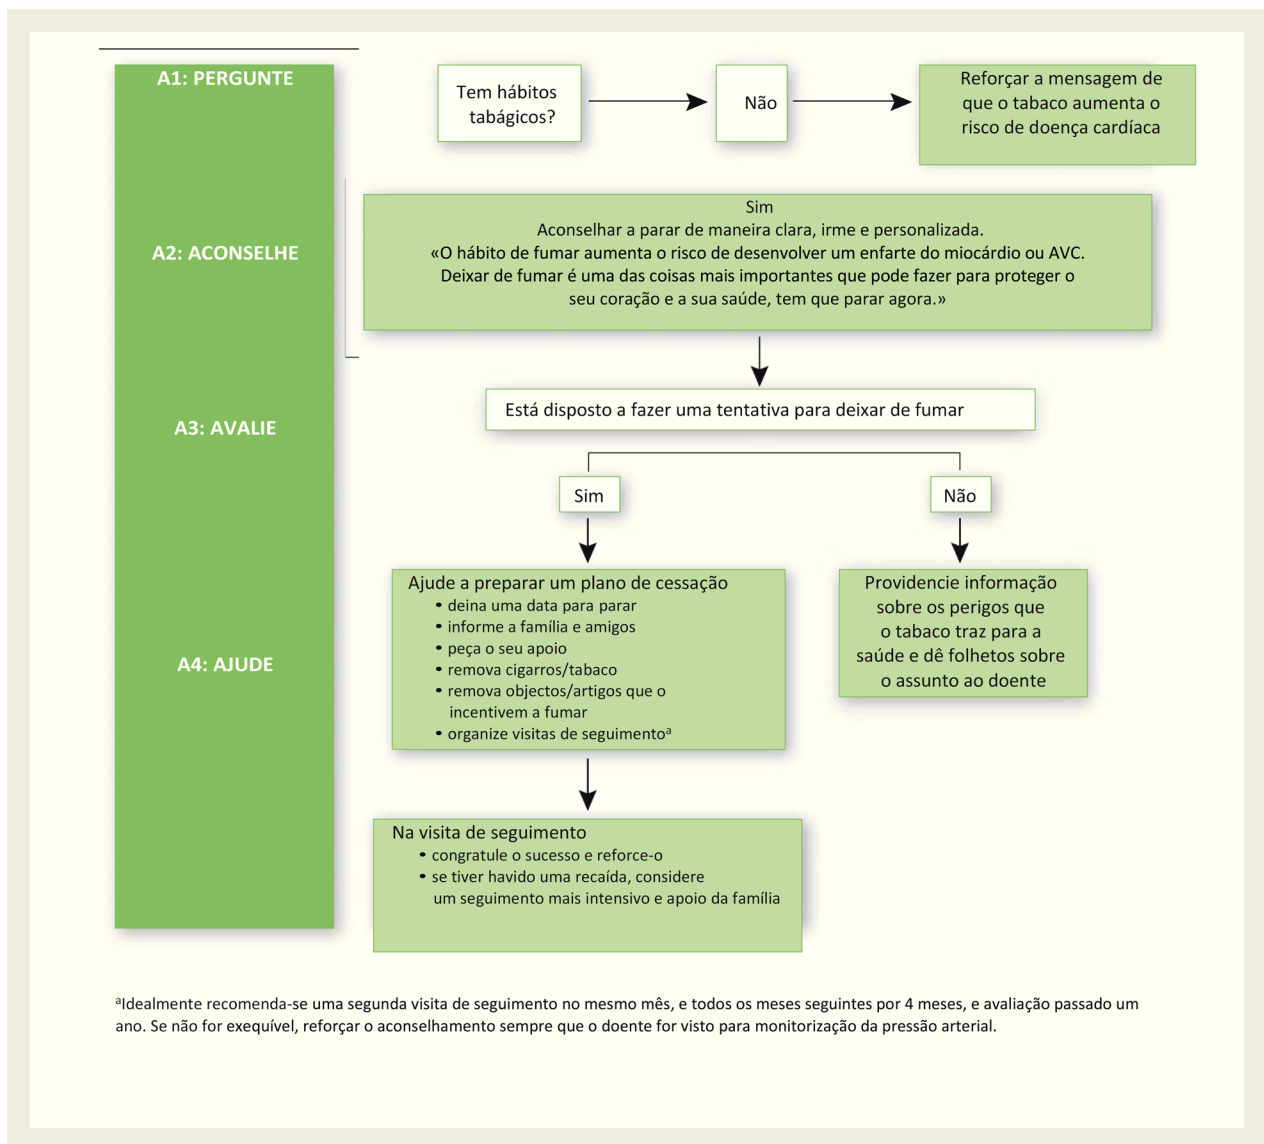 A1: PERGUNTE
Tem hábitos
tabágicos?
Não
Reforçar a mensagem de
que o tabaco aumenta o
risco de doença cardíaca
A2: ACONSELHE
Sim
Aconselhar a parar de maneira clara, irme e personalizada.
«O hábito de fumar aumenta o risco de desenvolver um enfarte do miocárdio ou AVC.
Deixar de fumar é uma das coisas mais importantes que pode fazer para proteger o
seu coração e a sua saúde, tem que parar agora.»
A3: AVALIE
Está disposto a fazer uma tentativa para deixar de fumar
Sim
Não
A4: AJUDE
Ajude a preparar um plano de cessação
• deina uma data para parar
• informe a família e amigos
• peça o seu apoio
• remova cigarros/tabaco
• remova objectos/artigos que o
incentivem a fumar
• organize visitas de seguimentoᵃ
Providencie informação
sobre os perigos que
o tabaco traz para a
saúde e dê folhetos sobre
o assunto ao doente
Na visita de seguimento
• congratule o sucesso e reforce-o
• se tiver havido uma recaída, considere
um seguimento mais intensivo e apoio da família
ᵃIdealmente recomenda-se uma segunda visita de seguimento no mesmo mês, e todos os meses seguintes por 4 meses, e avaliação passado um
ano. Se não for exequível, reforçar o aconselhamento sempre que o doente for visto para monitorização da pressão arterial.